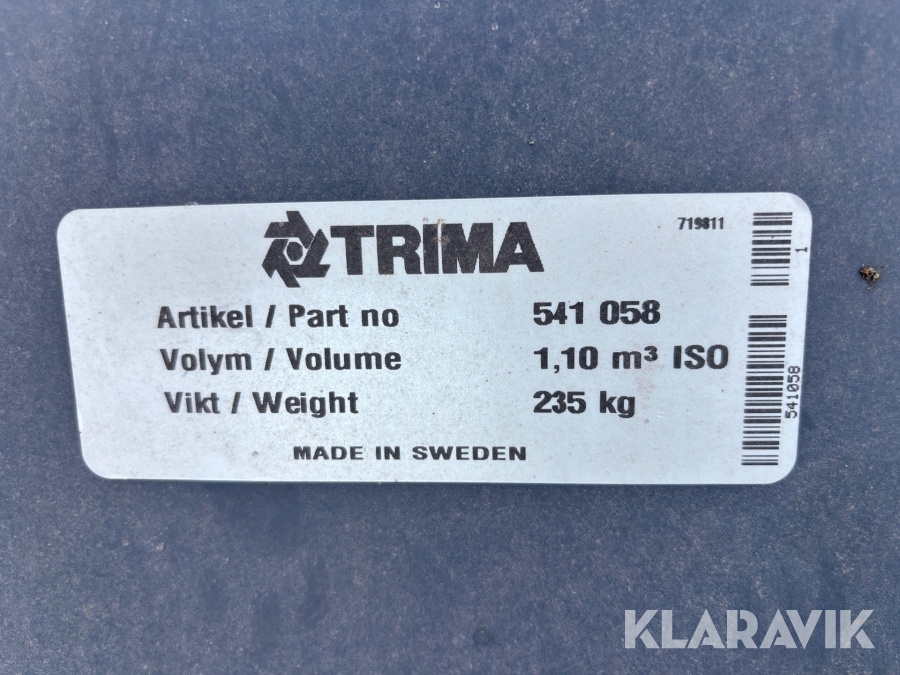 719811
TRIMA
Artikel / Part no 541 058
Volym / Volume 1,10 m³ ISO
Vikt / Weight 235 kg
MADE IN SWEDEN
1
541058
KLARAVIK